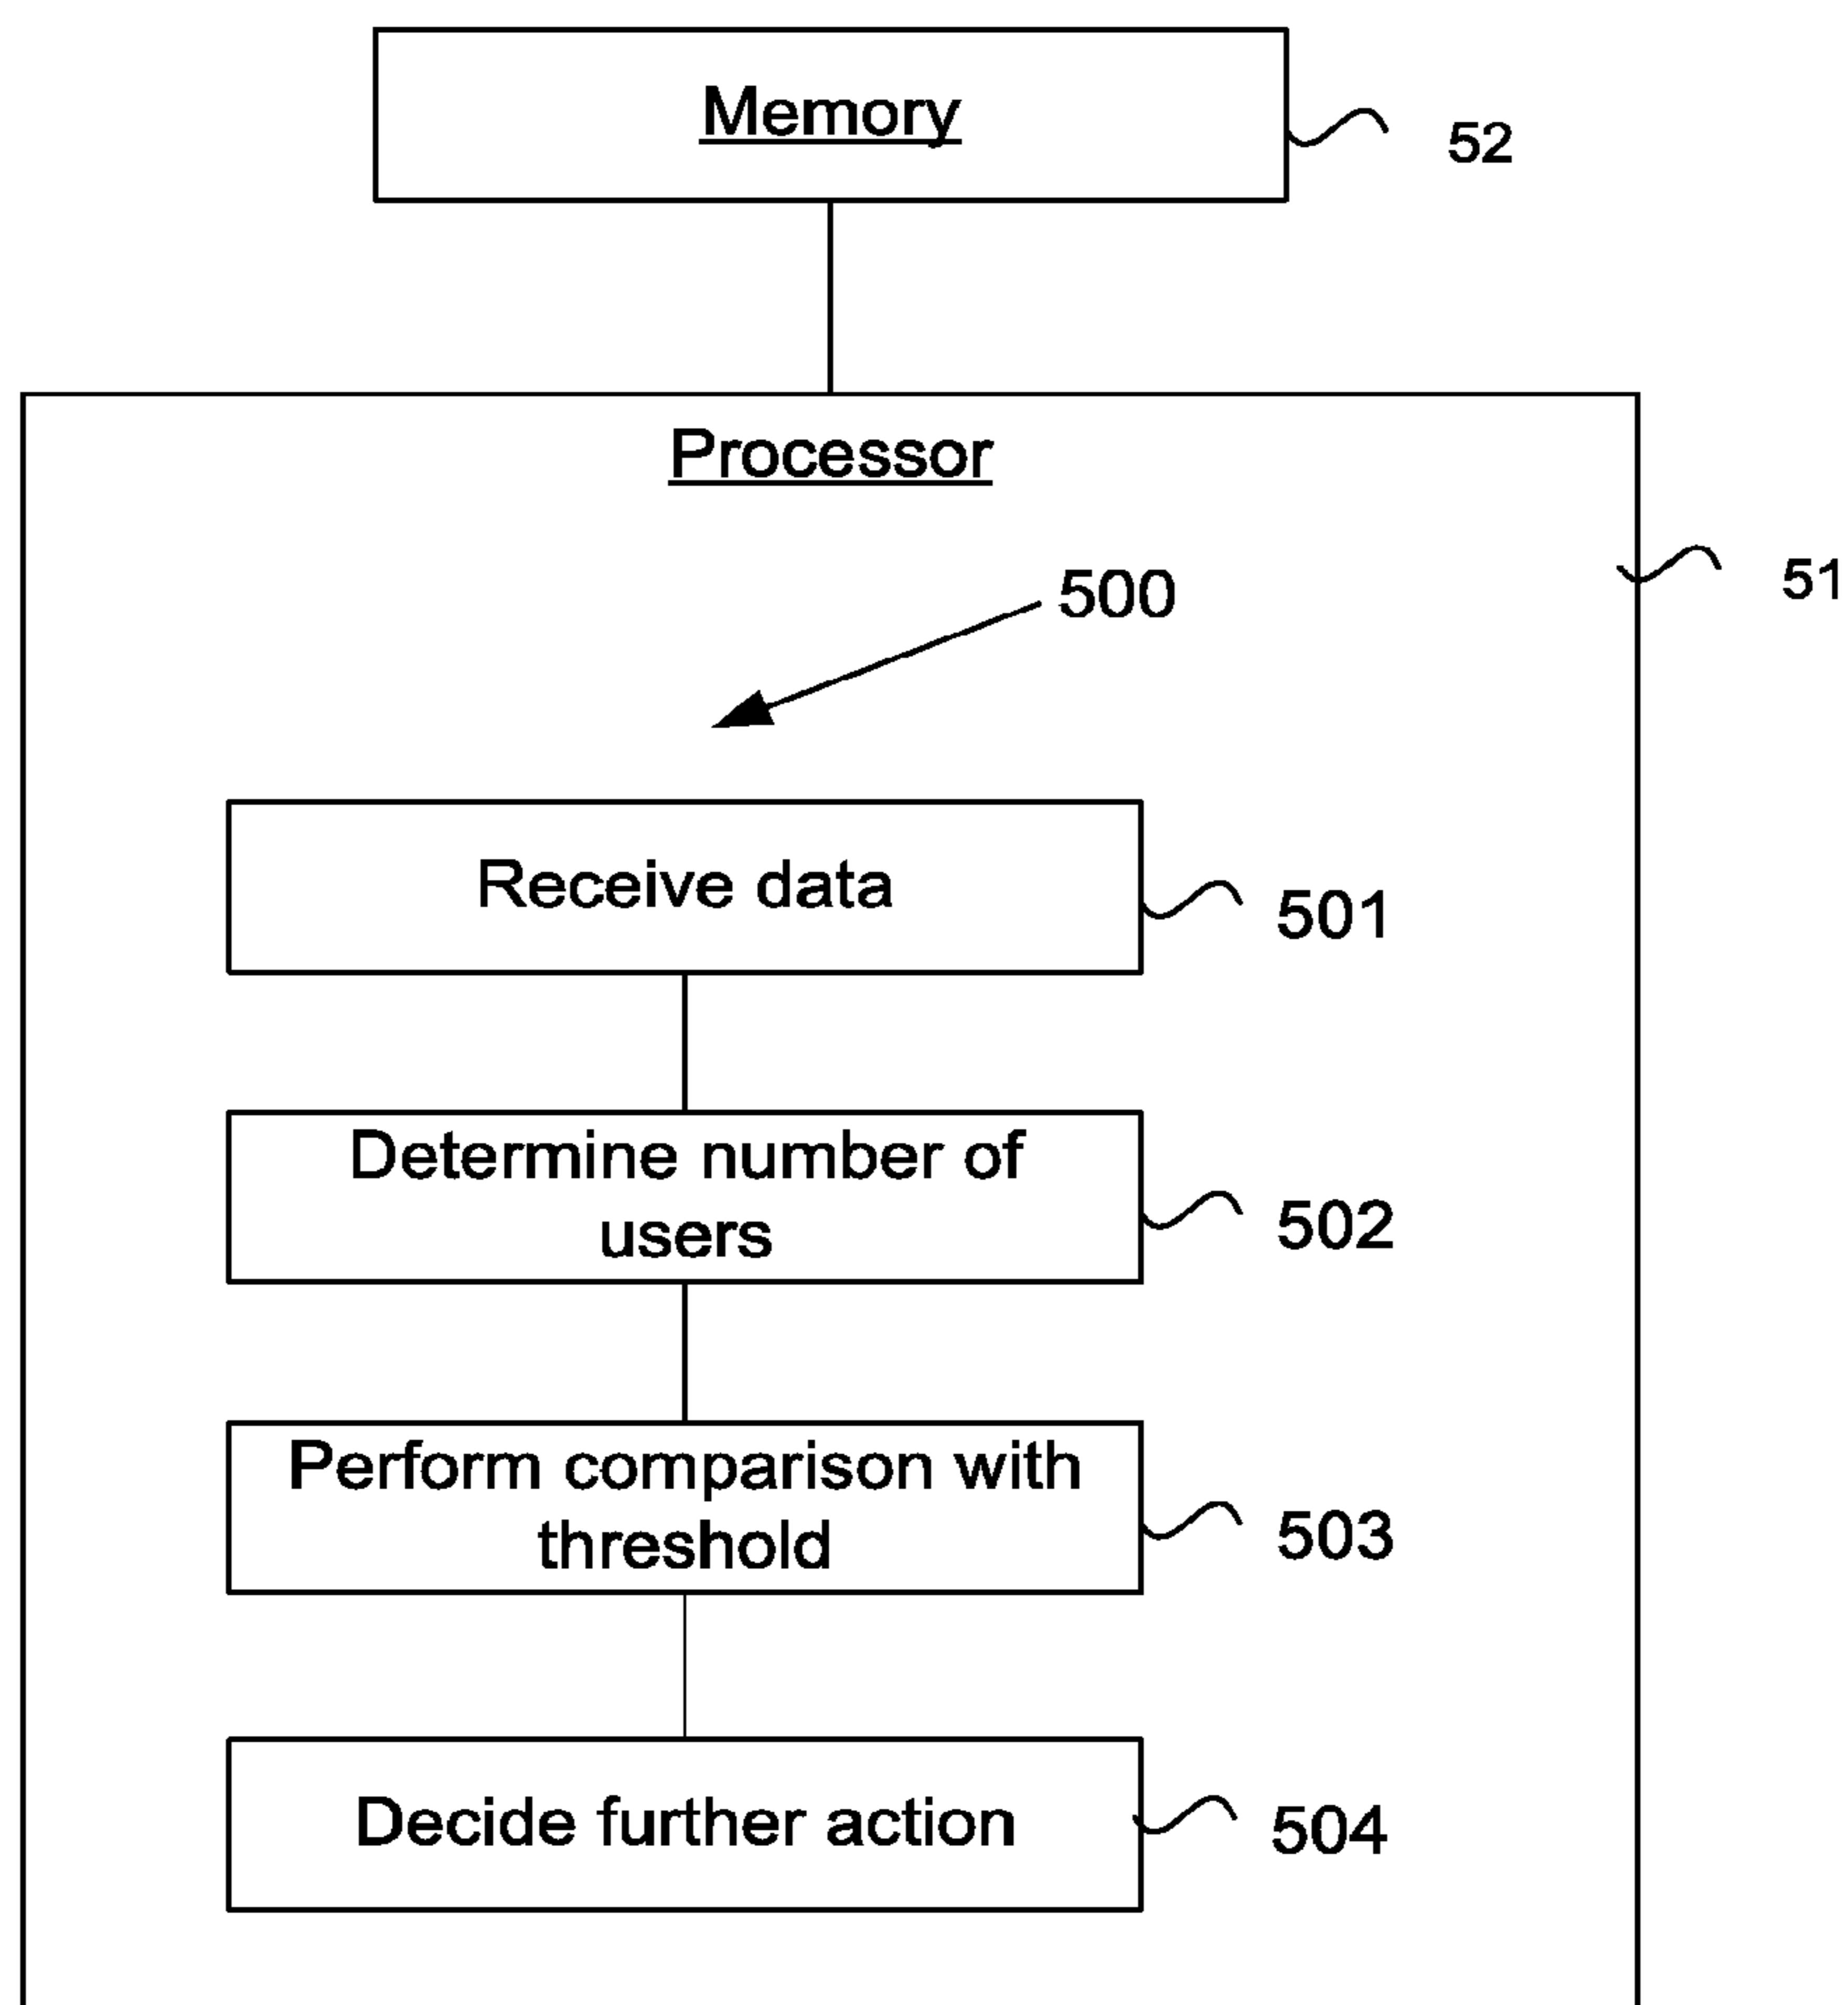 Memory
52
Processor
51
500
Receive data
501
Determine number of
users
502
Perform comparison with
threshold
503
Decide further action
504